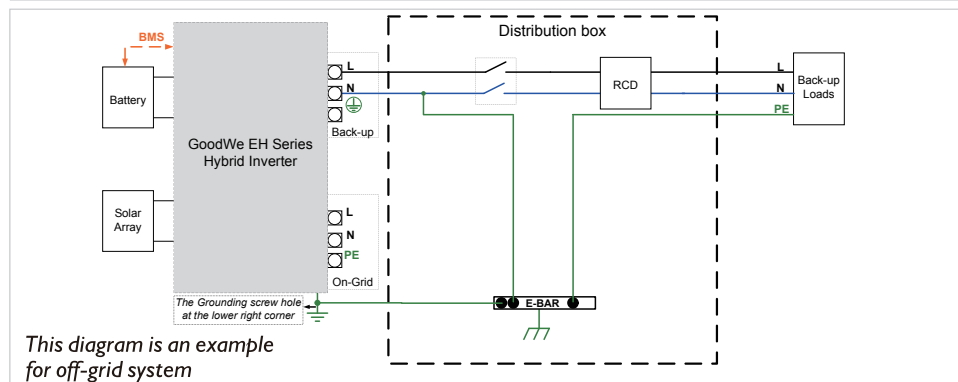 Distribution box
BMS
L
N
Back-up
Battery
GoodWe EH Series
Hybrid Inverter
RCD
L
N
PE
Back-up
Loads
Solar
Array
L
N
PE
On-Grid
The Grounding screw hole
at the lower right corner
E-BAR
This diagram is an example
for off-grid system